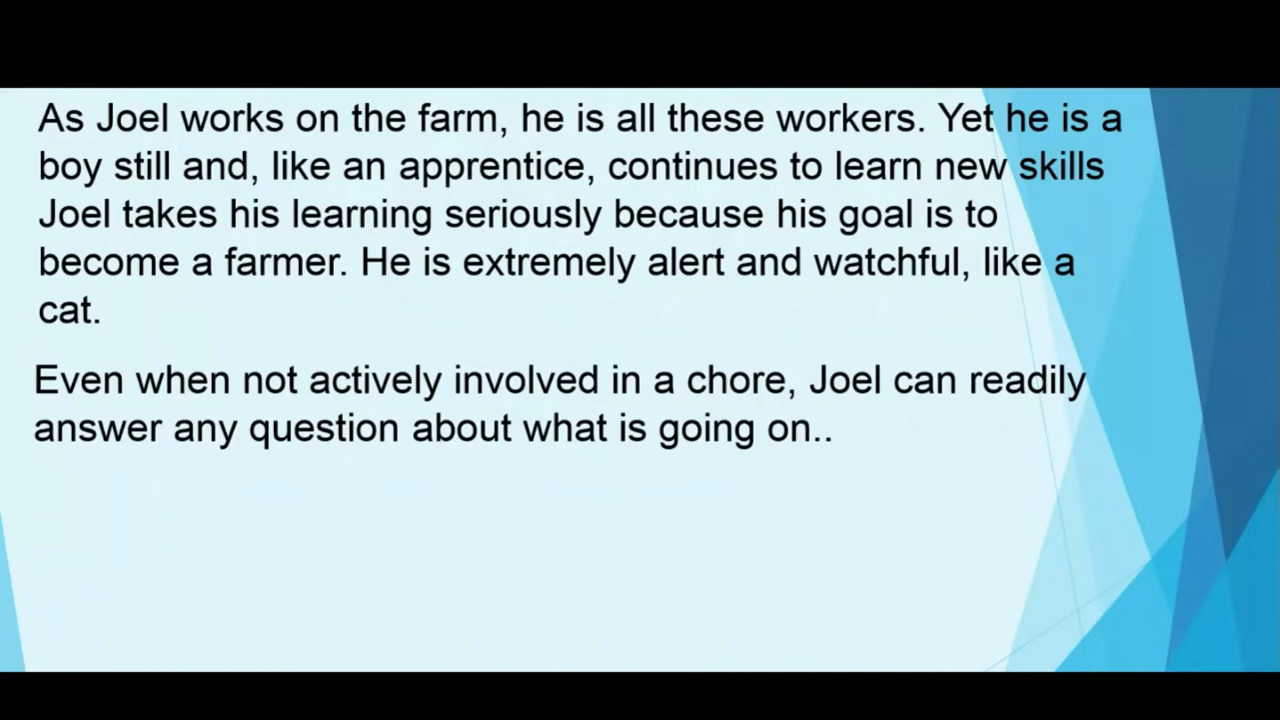 As Joel works on the farm, he is all these workers. Yet he is a
boy still and, like an apprentice, continues to learn new skills
Joel takes his learning seriously because his goal is to
become a farmer. He is extremely alert and watchful, like a
cat.
Even when not actively involved in a chore, Joel can readily
answer any question about what is going on..